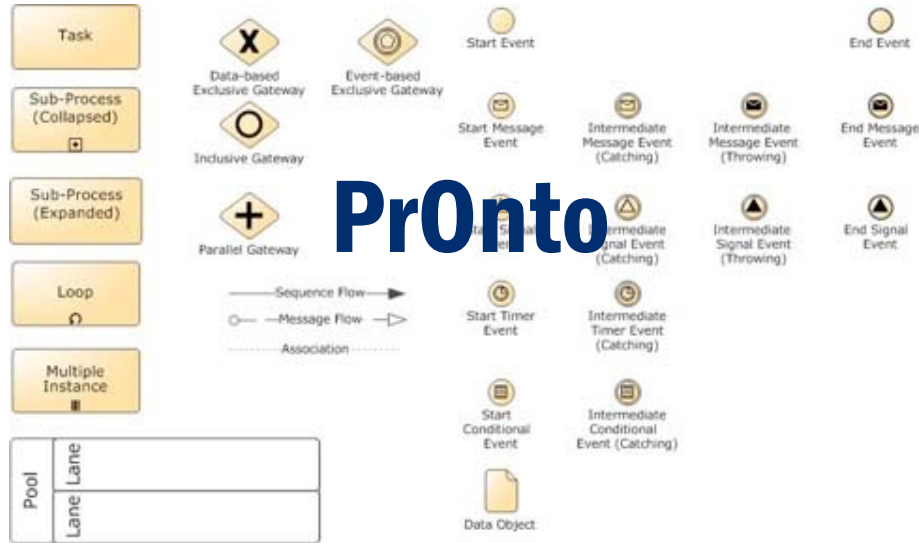 Task
Data-based
Exclusive Gateway
Event-based
Exclusive Gateway
Start Event
End Event
Sub-Process
(Collapsed)
Inclusive Gateway
Start Message
Event
Intermediate
Message Event
(Catching)
Intermediate
Message Event
(Throwing)
End Message
Event
Sub-Process
(Expanded)
Parallel Gateway
PrOnto
Intermediate
Signal Event
(Throwing)
End Signal
Event
(Catching)
Loop
Sequence Flow
Message Flow
Association
Start Timer
Event
Intermediate
Timer Event
(Catching)
Multiple
Instance
Start
Conditional
Event
Intermediate
Conditional
Event (Catching)
Pool
Lane
Lane
Data Object